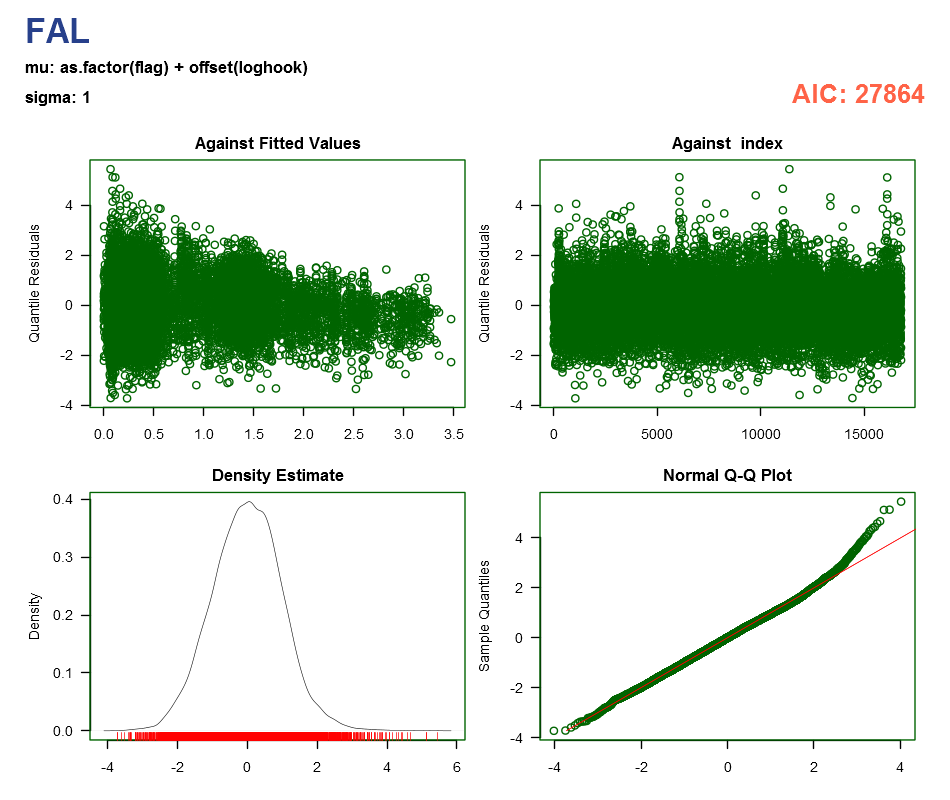 FAL
mu: as.factor(flag) + offset(loghook)
sigma: 1
AIC: 27864
Against Fitted Values
Quantile Residuals
4
2
0
-2
-4
0.0 0.5 1.0 1.5 2.0 2.5 3.0 3.5
Against index
Quantile Residuals
4
2
0
-2
-4
0 5000 10000 15000
Density Estimate
Density
0.4
0.3
0.2
0.1
0.0
-4 -2 0 2 4 6
Normal Q-Q Plot
Sample Quantiles
4
2
0
-2
-4
-4 -2 0 2 4